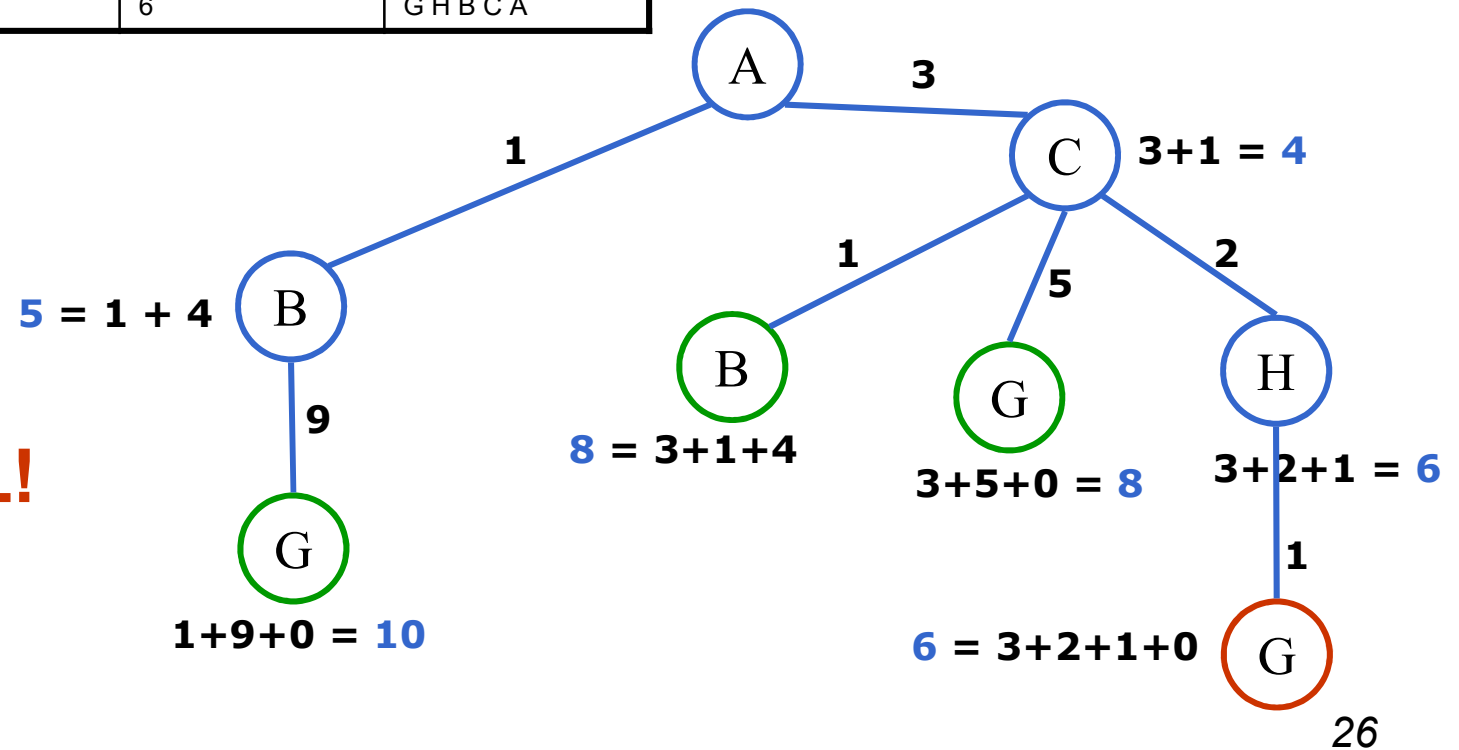 6 G H B C A
A
3
1
C 3+1 = 4
1
5
2
5 = 1 + 4 B
B
G
H
9
8 = 3+1+4
3+5+0 = 8
3+2+1 = 6
!
G
1
1+9+0 = 10
6 = 3+2+1+0 G
26